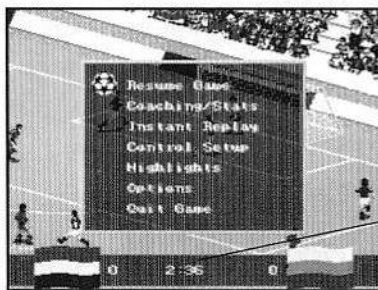 Resume Game
Coaching/Stats
Instant Replay
Control Setup
Highlights
Options
Quit Game
0 2:36 0